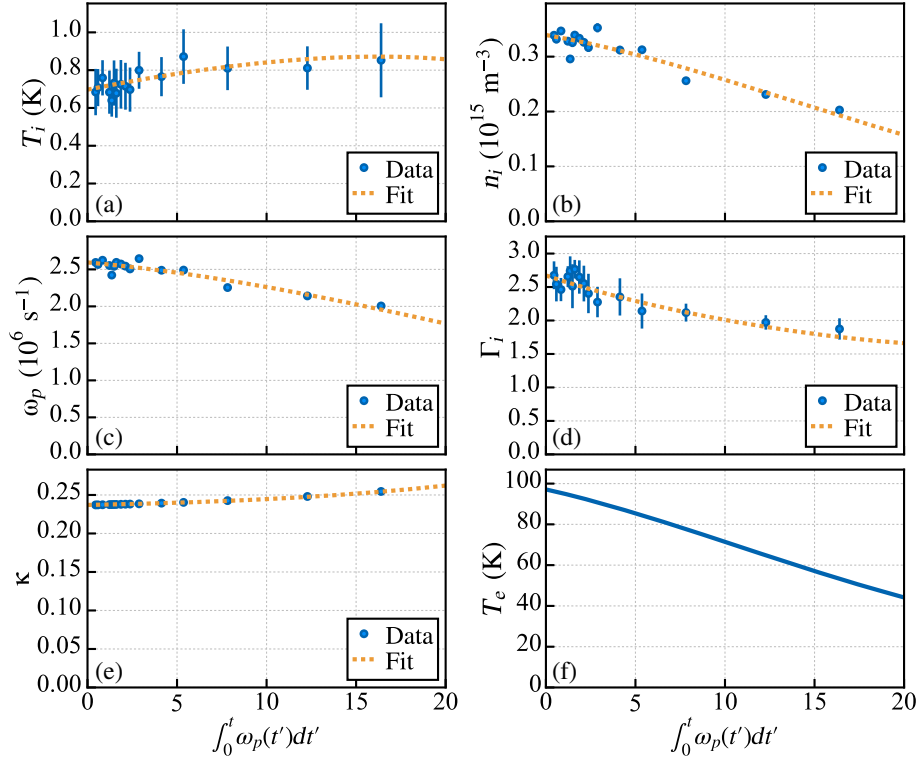 1.0
0.8
0.6
0.4
0.2
0.0
T_i (K)
Data
Fit
(a)
0.3
0.2
0.1
0.0
n_i (10^15 m^−3)
Data
Fit
(b)
2.5
2.0
1.5
1.0
0.5
0.0
ω_p (10^6 s^−1)
Data
Fit
(c)
3.0
2.5
2.0
1.5
1.0
0.5
0.0
Γ_i
Data
Fit
(d)
0.25
0.20
0.15
0.10
0.05
0.00
κ
Data
Fit
(e)
0 5 10 15 20
∫_0^t ω_p(t′)dt′
100
80
60
40
20
0
T_e (K)
(f)
0 5 10 15 20
∫_0^t ω_p(t′)dt′